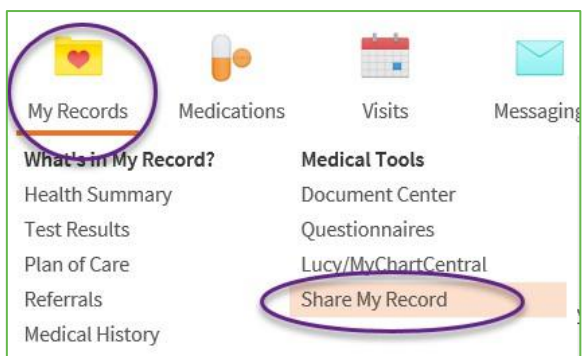 My Records
Medications
Visits
Messaging
What's in My Record?
Health Summary
Test Results
Plan of Care
Referrals
Medical History
Medical Tools
Document Center
Questionnaires
Lucy/MyChartCentral
Share My Record